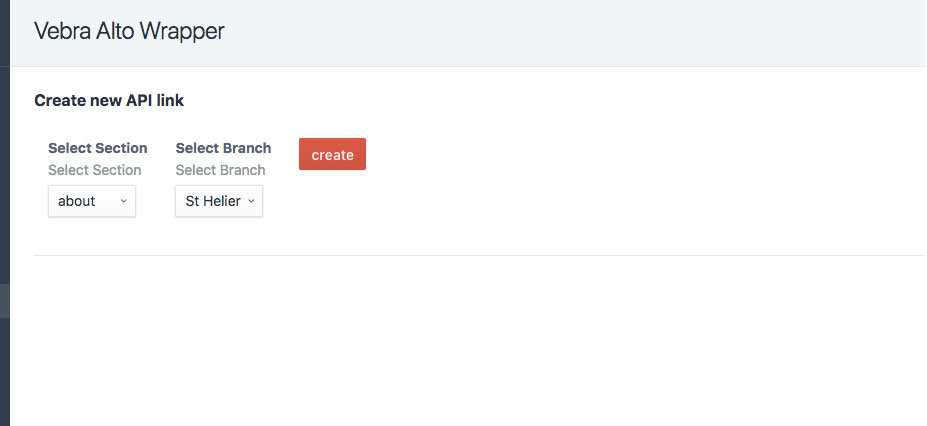 Vebra Alto Wrapper
Create new API link
Select Section Select Branch
Select Section Select Branch
create
about St Helier